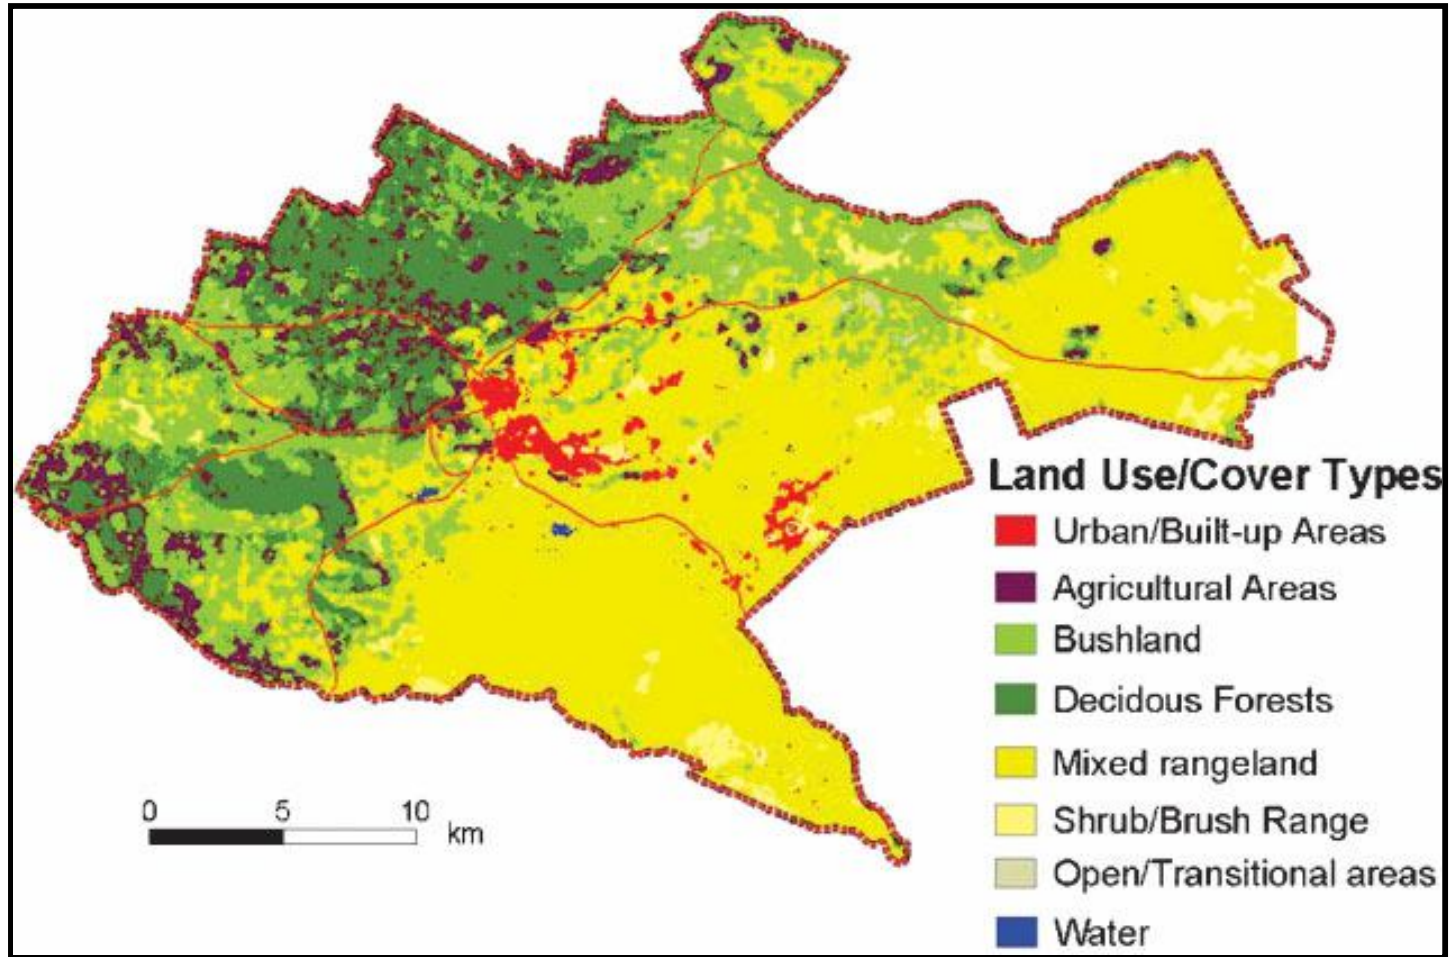 Land Use/Cover Types
Urban/Built-up Areas
Agricultural Areas
Bushland
Decidous Forests
Mixed rangeland
Shrub/Brush Range
Open/Transitional areas
Water
0 5 10
km